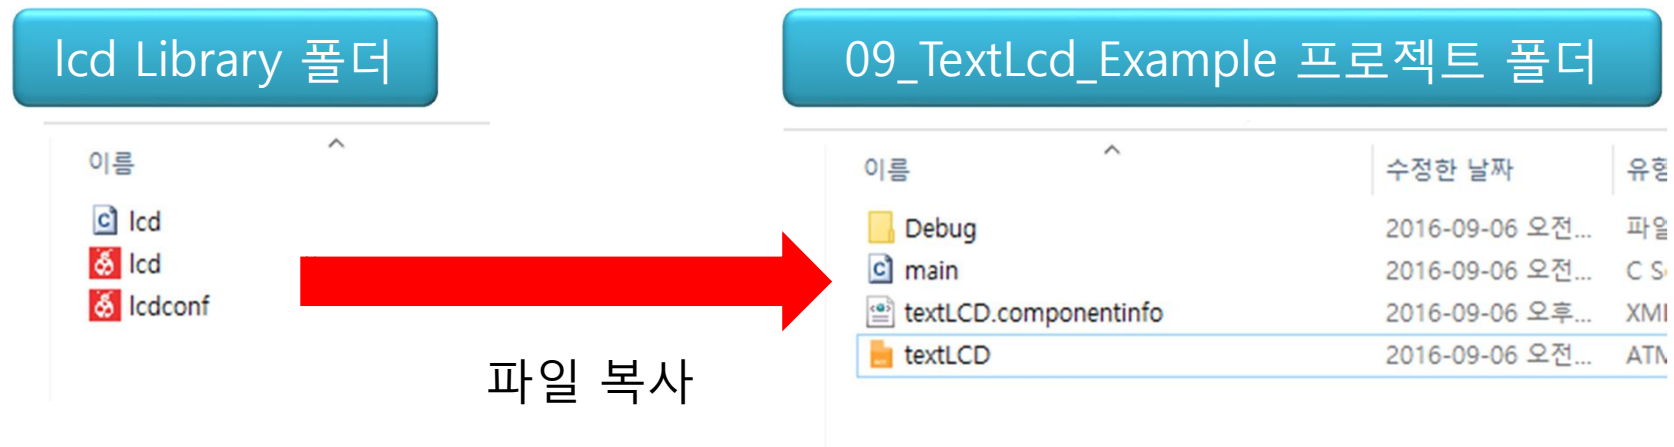 lcd Library 폴더
09_TextLcd_Example 프로젝트 폴더
이름
lcd
lcd
lcdconf
파일 복사
이름 수정한 날짜
Debug 2016-09-06 오전...
main 2016-09-06 오전... C
textLCD.componentinfo 2016-09-06 오후...
textLCD 2016-09-06 오전...